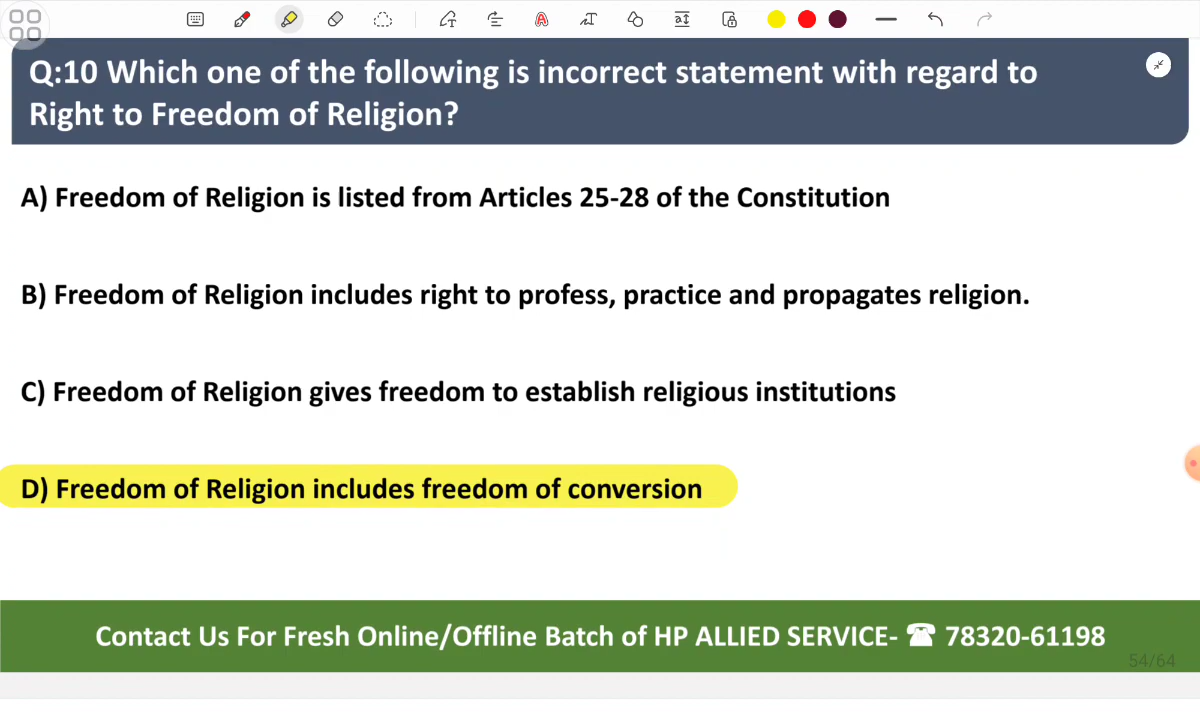 Q:10 Which one of the following is incorrect statement with regard to
Right to Freedom of Religion?
A) Freedom of Religion is listed from Articles 25-28 of the Constitution
B) Freedom of Religion includes right to profess, practice and propagates religion.
C) Freedom of Religion gives freedom to establish religious institutions
D) Freedom of Religion includes freedom of conversion
Contact Us For Fresh Online/Offline Batch of HP ALLIED SERVICE- ☎ 78320-61198
54/64